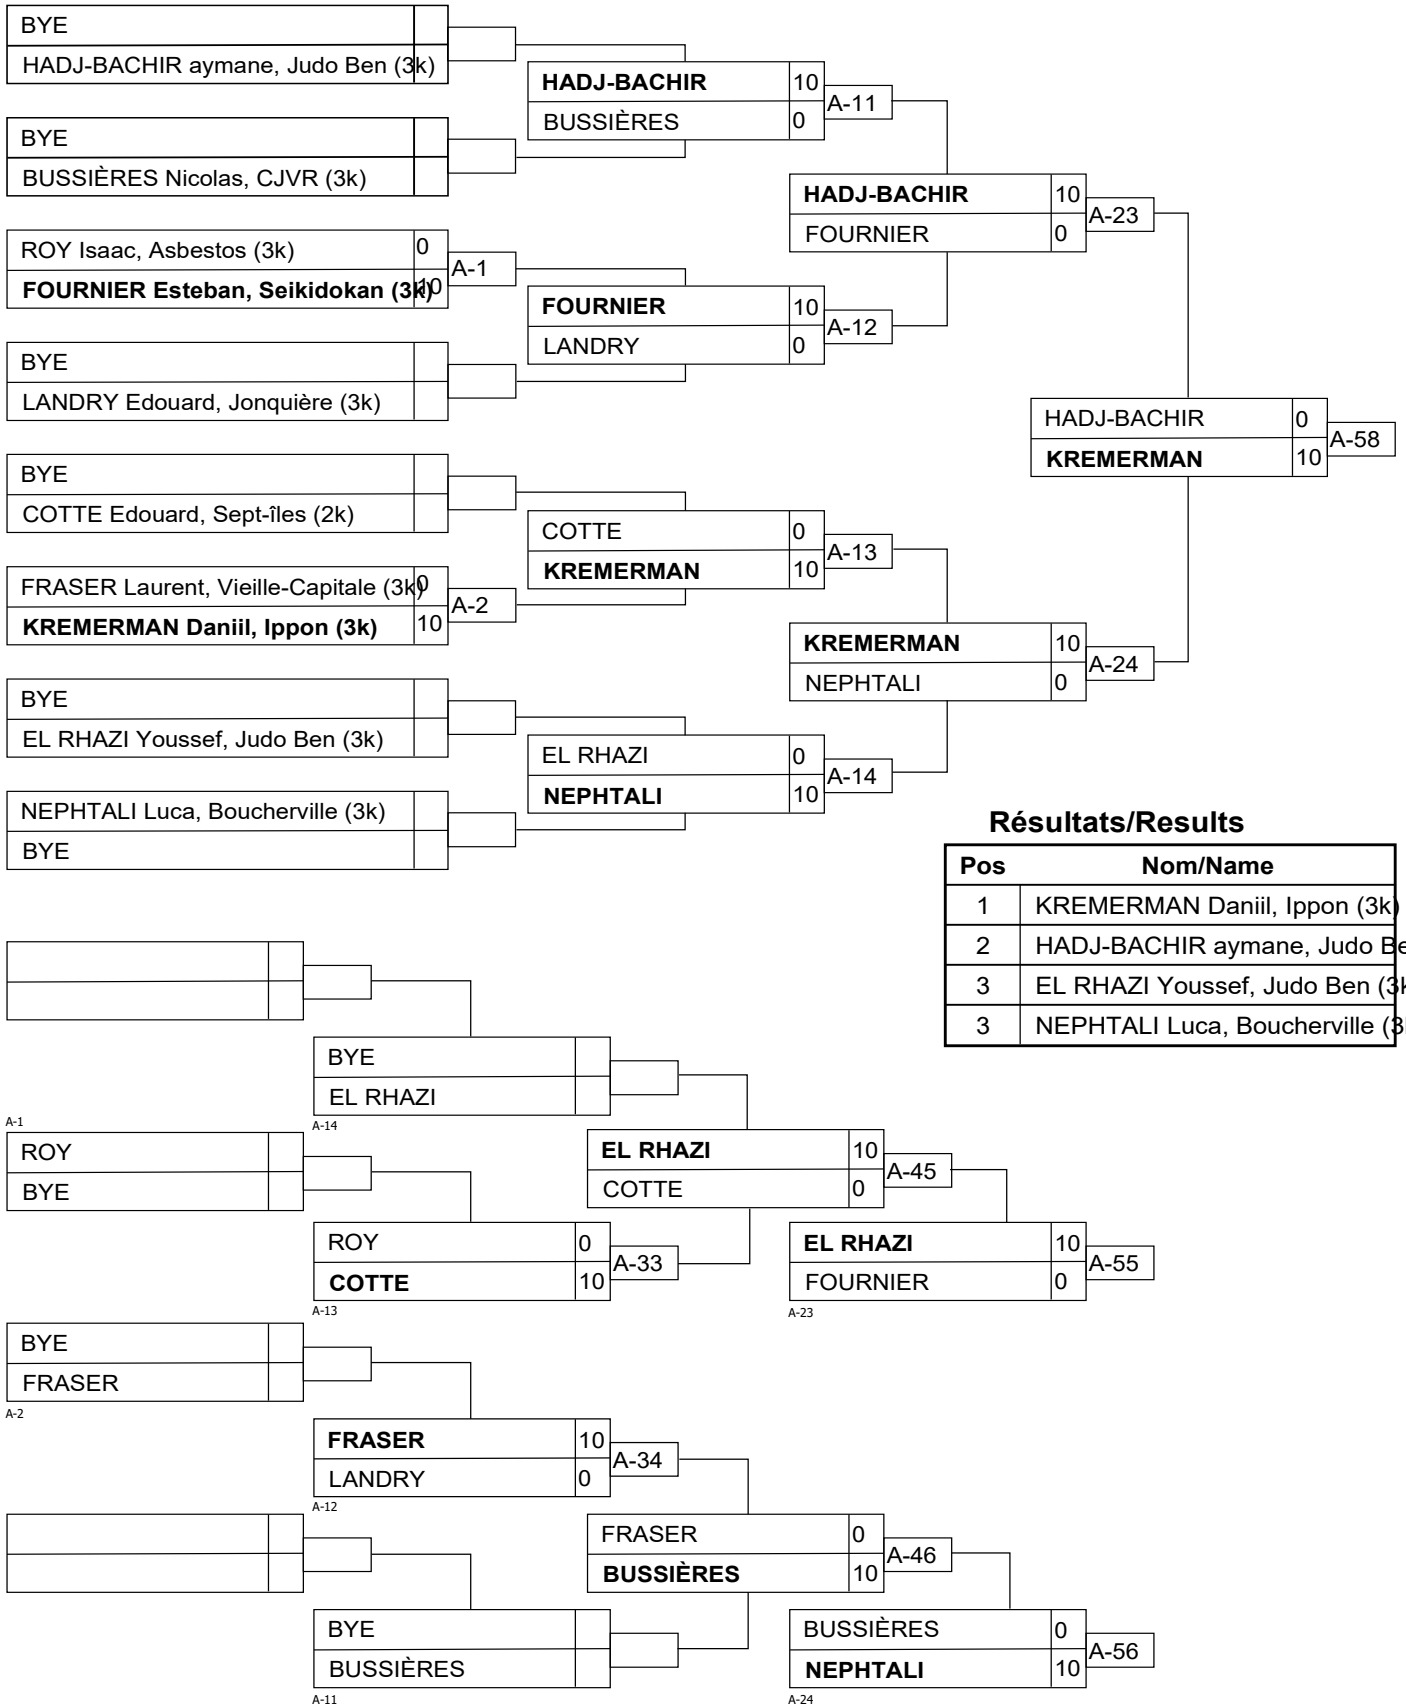 BYE
HADJ-BACHIR aymane, Judo Ben (3k)
HADJ-BACHIR 10
BUSSIÈRES 0
A-11
BYE
BUSSIÈRES Nicolas, CJVR (3k)
HADJ-BACHIR 10
FOURNIER 0
A-23
ROY Isaac, Asbestos (3k) 0
FOURNIER Esteban, Seikidokan (3k) 10
A-1
FOURNIER 10
LANDRY 0
A-12
BYE
LANDRY Edouard, Jonquière (3k)
HADJ-BACHIR 0
KREMERMAN 10
A-58
BYE
COTTE Edouard, Sept-îles (2k)
COTTE 0
KREMERMAN 10
A-13
FRASER Laurent, Vieille-Capitale (3k) 0
KREMERMAN Daniil, Ippon (3k) 10
A-2
KREMERMAN 10
NEPHTALI 0
A-24
BYE
EL RHAZI Youssef, Judo Ben (3k)
EL RHAZI 0
NEPHTALI 10
A-14
NEPHTALI Luca, Boucherville (3k)
BYE
Résultats/Results
Pos Nom/Name
1 KREMERMAN Daniil, Ippon (3k)
2 HADJ-BACHIR aymane, Judo Be
3 EL RHAZI Youssef, Judo Ben (3k
3 NEPHTALI Luca, Boucherville (3
BYE
EL RHAZI
A-14
A-1
ROY
BYE
EL RHAZI 10
COTTE 0
A-45
ROY 0
COTTE 10
A-33
A-13
EL RHAZI 10
FOURNIER 0
A-55
A-23
BYE
FRASER
A-2
FRASER 10
LANDRY 0
A-34
A-12
FRASER 0
BUSSIÈRES 10
A-46
BYE
BUSSIÈRES
A-11
BUSSIÈRES 0
NEPHTALI 10
A-56
A-24